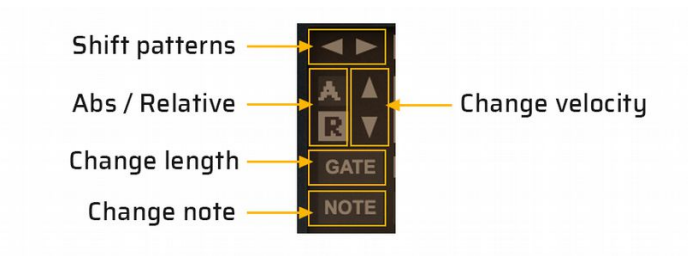 Shift patterns
Abs / Relative
A
R
Change velocity
Change length
GATE
Change note
NOTE